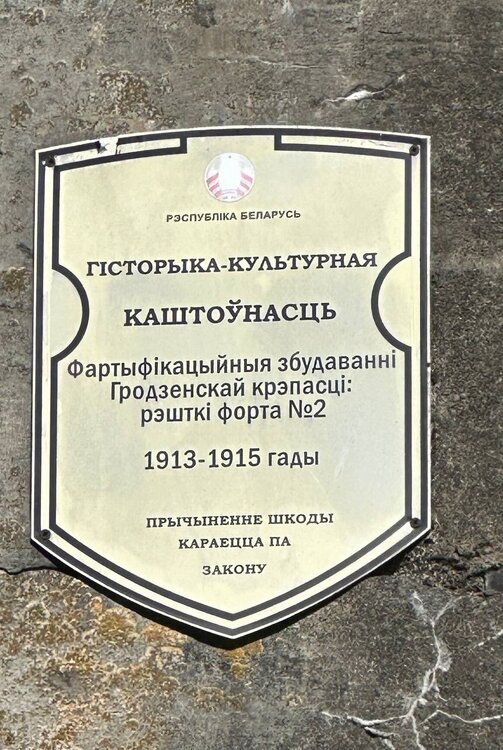 РЭСПУБЛІКА БЕЛАРУСЬ
ГІСТОРЫКА-КУЛЬТУРНАЯ
КАШТОЎНАСЦЬ
Фартыфікацыйныя збудаванні
Гродзенскай крэпасці:
рэшткі форта №2
1913-1915 гады
ПРЫЧЫНЕННЕ ШКОДЫ
КАРАЕЦЦА ПА
ЗАКОНУ